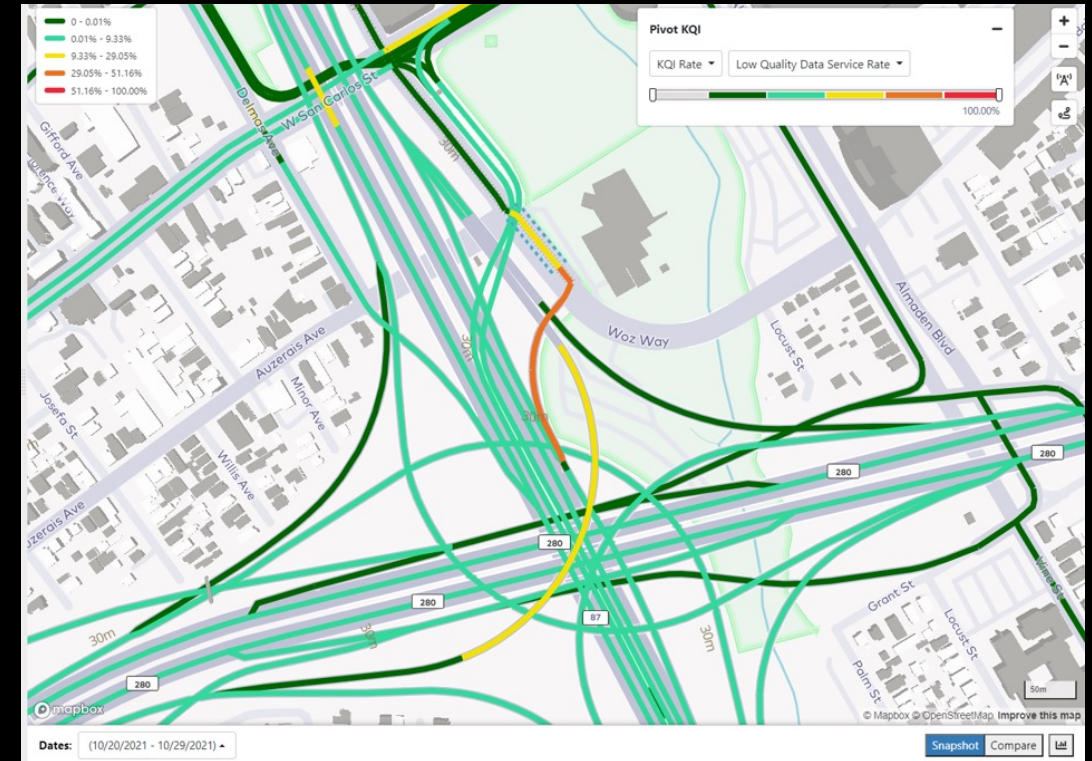 0 - 0.01%
0.01% - 9.33%
9.33% - 29.05%
29.05% - 51.16%
51.16% - 100.00%
Pivot KQI
KQI Rate
Low Quality Data Service Rate
100.00%
W San Carlos St
Delmas Ave
Gifford Ave
30m
Almaden Blvd
Woz Way
Locust St
Auzerais Ave
Minor Ave
30m
Josefa St
30m
Willis Ave
280
280
Auzerais Ave
280
280
87
Grant St
Locust St
Vine St
30m
30m
30m
Palm St
280
50m
mapbox
© Mapbox © OpenStreetMap Improve this map
Dates:
(10/20/2021 - 10/29/2021)
Snapshot
Compare